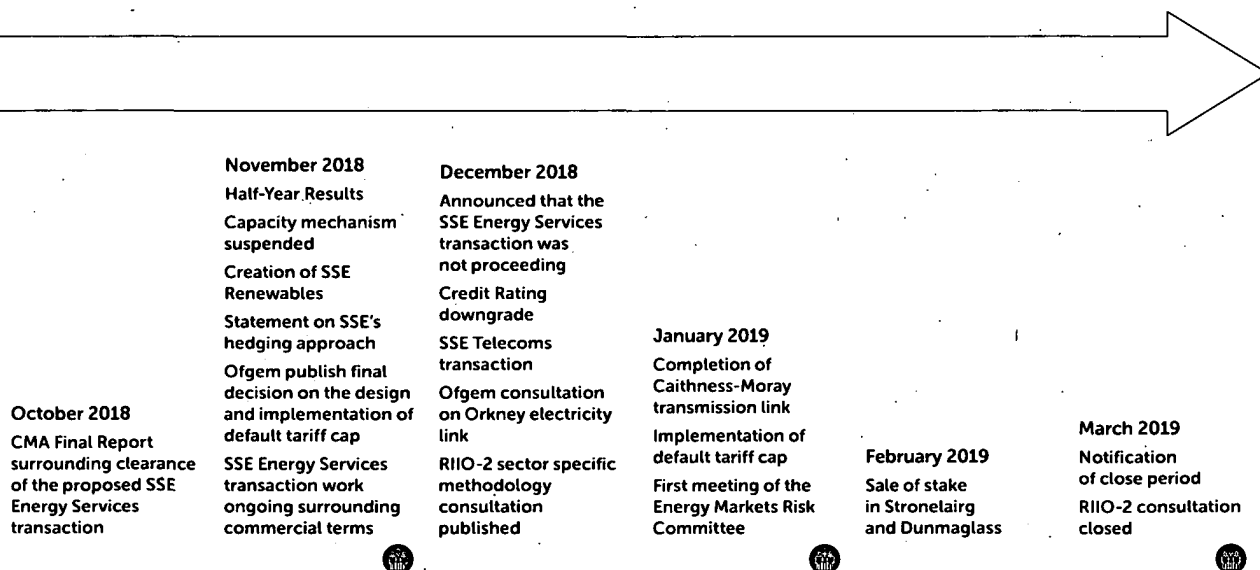 October 2018
CMA Final Report
surrounding clearance
of the proposed SSE
Energy Services
transaction
November 2018
Half-Year Results
Capacity mechanism
suspended
Creation of SSE
Renewables
Statement on SSE's
hedging approach
Ofgem publish final
decision on the design
and implementation of
default tariff cap
SSE Energy Services
transaction work
ongoing surrounding
commercial terms
December 2018
Announced that the
SSE Energy Services
transaction was
not proceeding
Credit Rating
downgrade
SSE Telecoms
transaction
Ofgem consultation
on Orkney electricity
link
RIIO-2 sector specific
methodology
consultation
published
January 2019
Completion of
Caithness-Moray
transmission link
Implementation of
default tariff cap
First meeting of the
Energy Markets Risk
Committee
February 2019
Sale of stake
in Stronelairg
and Dunmaglass
March 2019
Notification
of close period
RIIO-2 consultation
closed